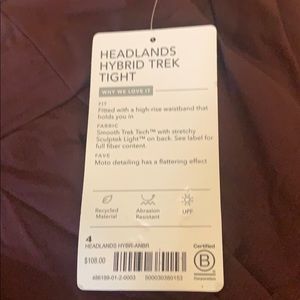 HEADLANDS
HYBRID TREK
TIGHT
WHY WE LOVE IT
FIT
Fitted with a high rise waistband that
holds you in
FABRIC
Smooth Trek Tech™ with stretchy
Sculptek Light™ on back. See label for
full fiber content.
FAVE
Moto detailing has a flattering effect
Recycled
Material
Abrasion
Resistant
UPF
4
HEADLANDS HYBR-ANBR
$108.00
Certified
B
Corporation